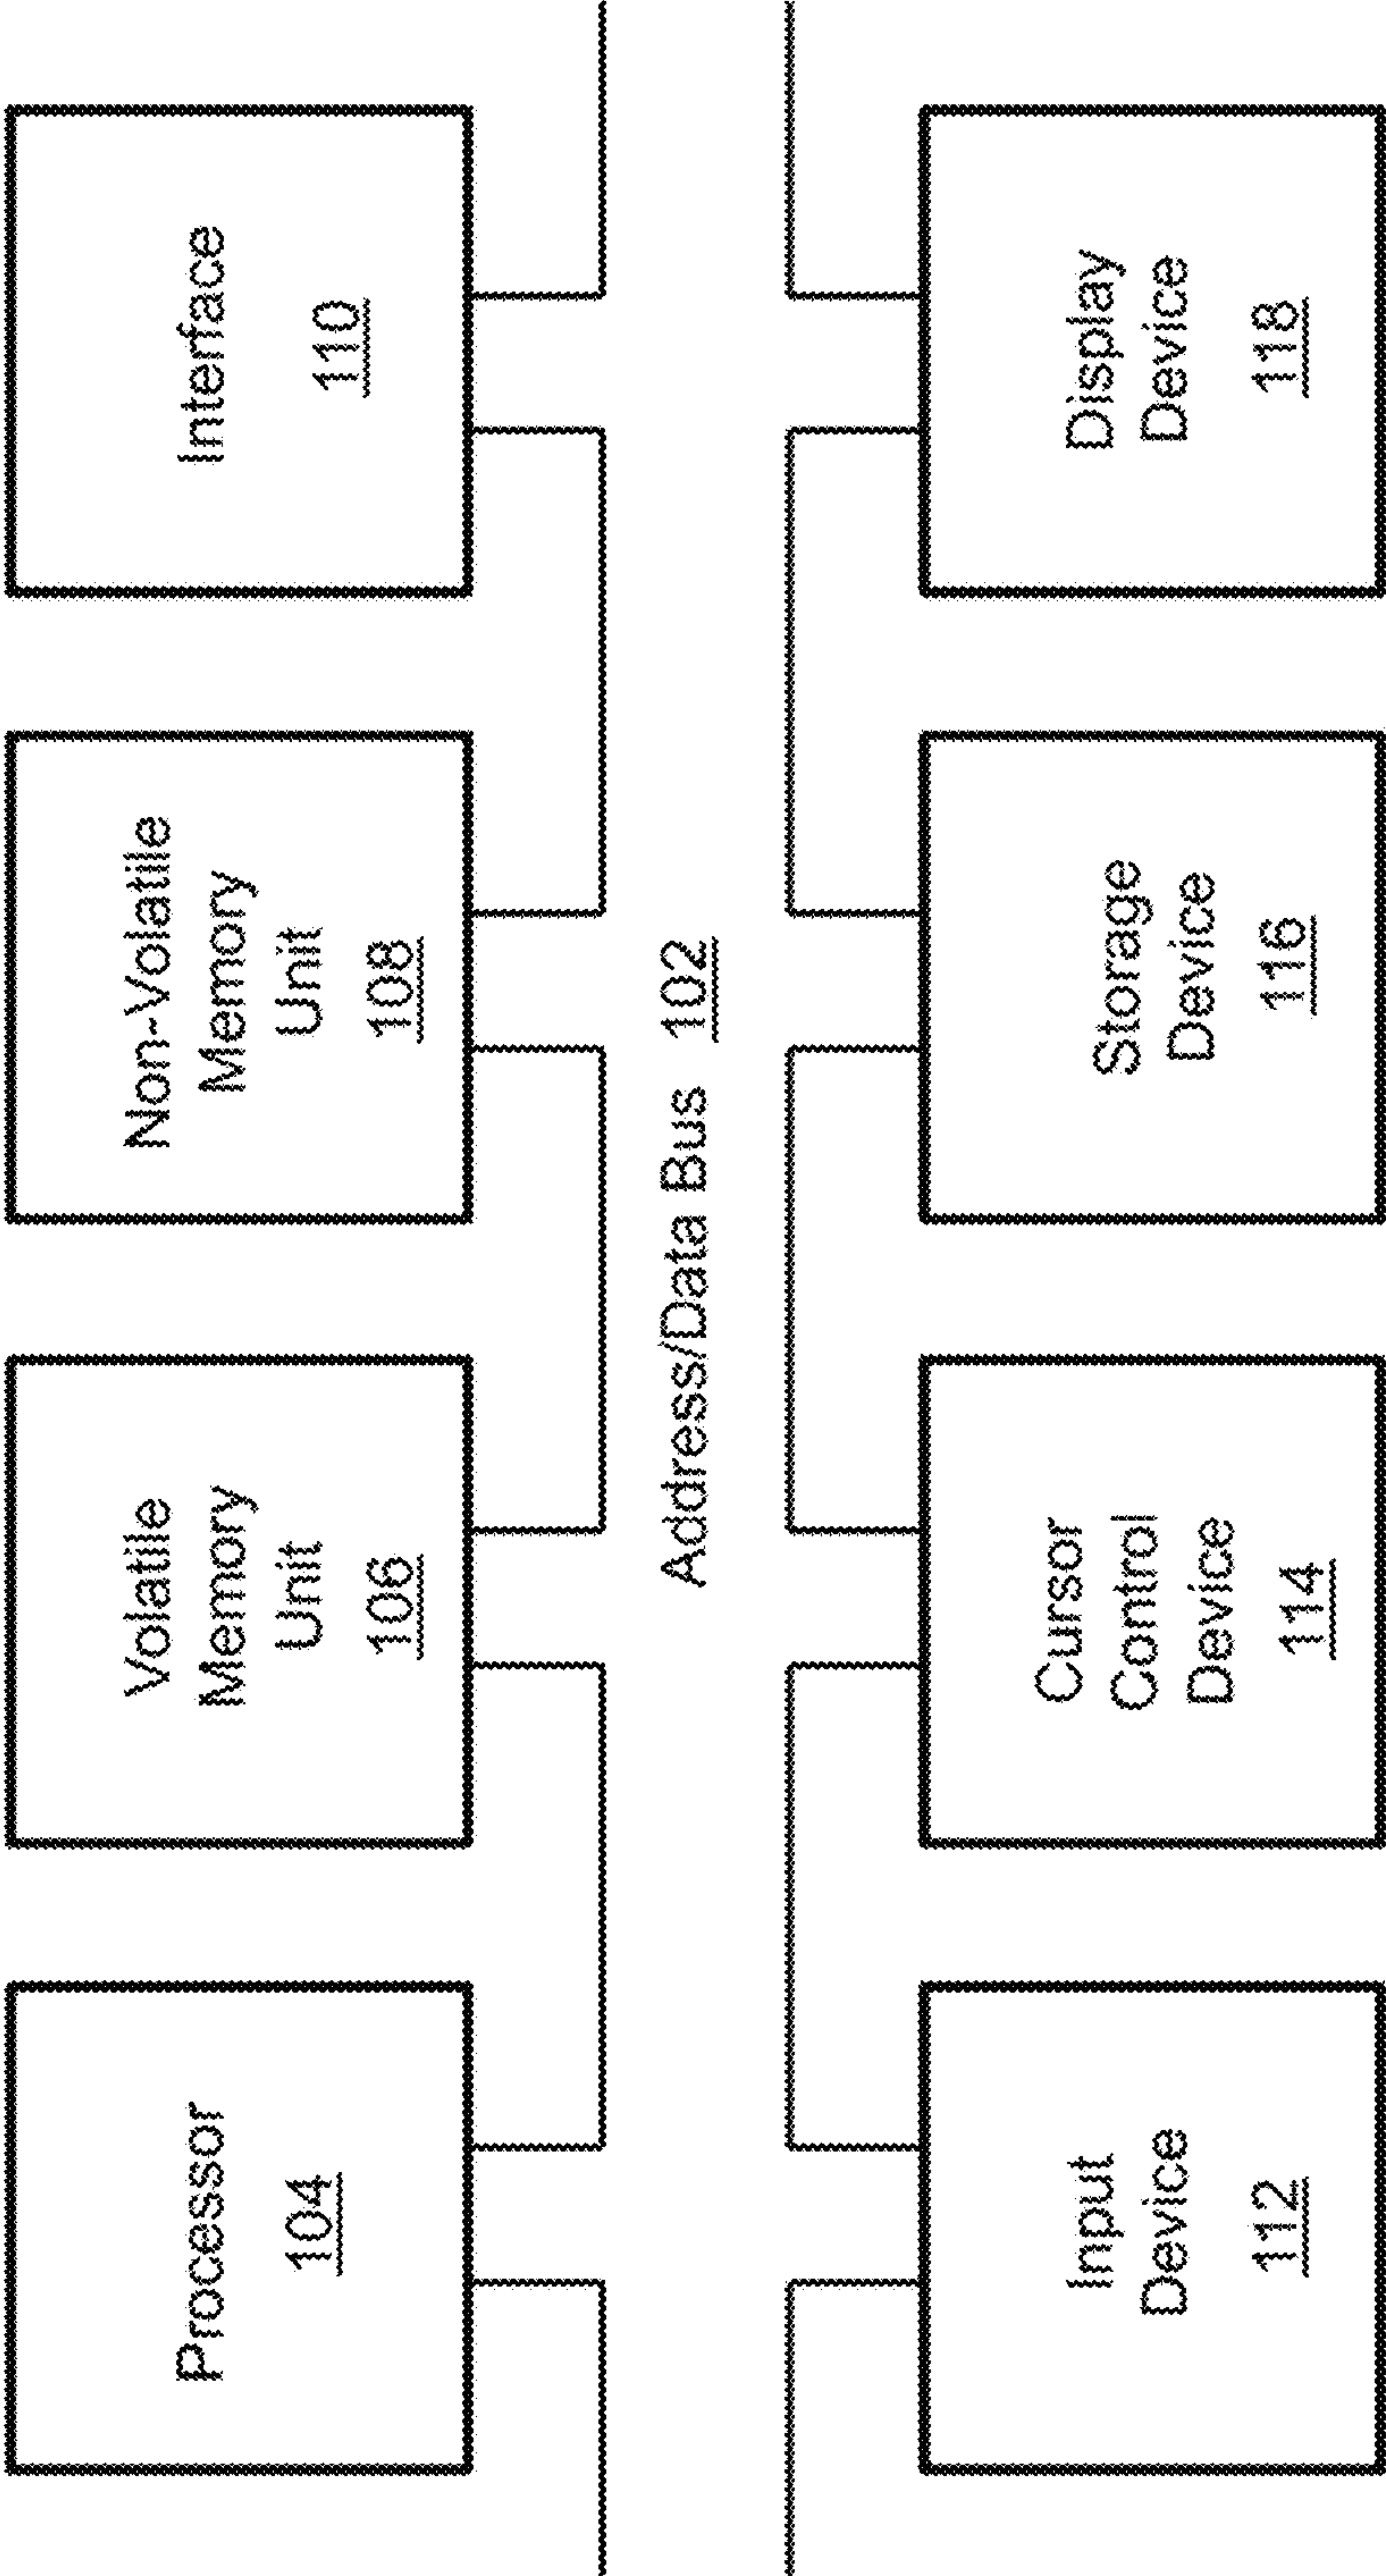 Processor
104
Volatile
Memory
Unit
106
Non-Volatile
Memory
Unit
108
Interface
110
Address/Data Bus 102
Input
Device
112
Cursor
Control
Device
114
Storage
Device
116
Display
Device
118